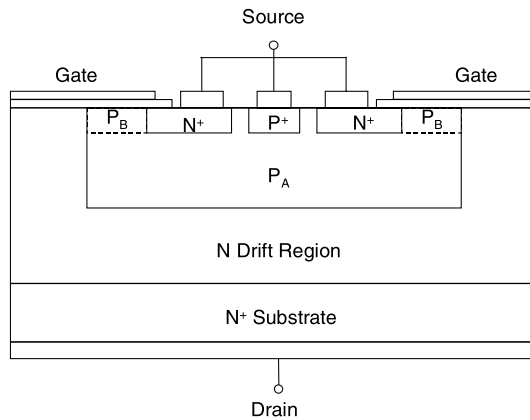 Source
Gate Gate
P_B N⁺ P⁺ N⁺ P_B
P_A
N Drift Region
N⁺ Substrate
Drain